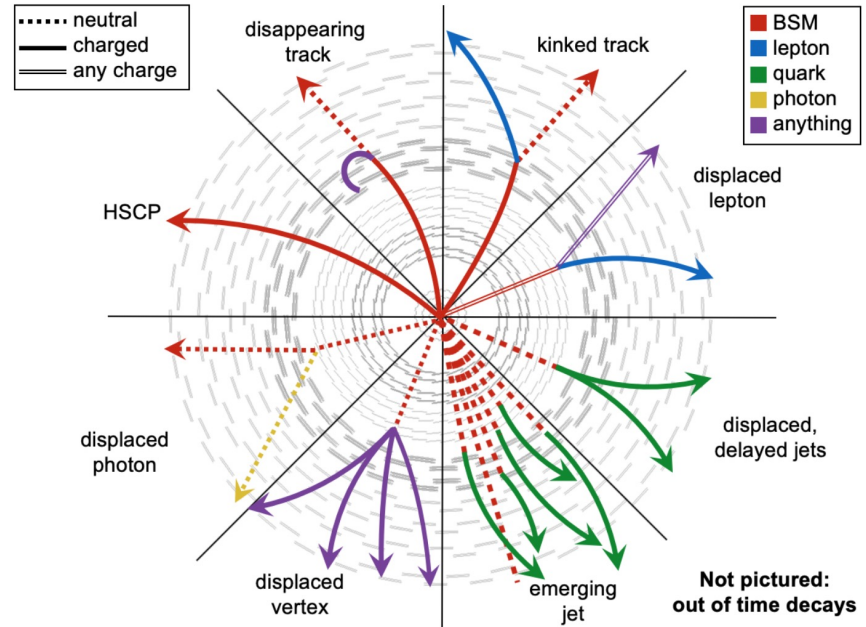 neutral
charged
any charge
disappearing
track
kinked track
BSM
lepton
quark
photon
anything
displaced
lepton
HSCP
displaced
photon
displaced,
delayed jets
displaced
vertex
emerging
jet
Not pictured:
out of time decays